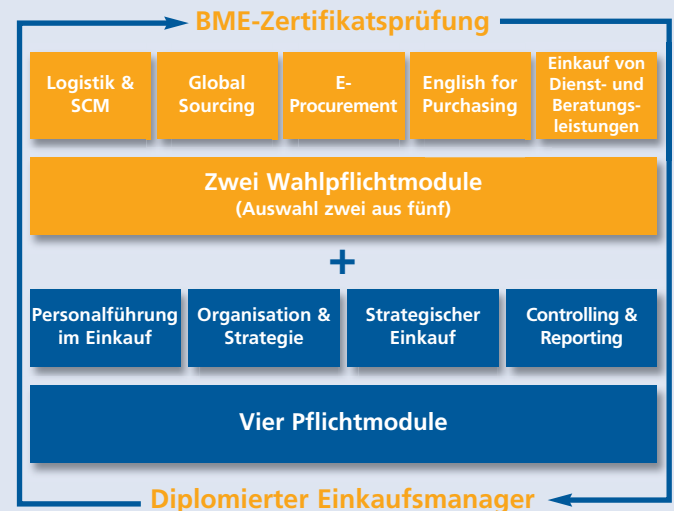 BME-Zertifikatsprüfung
Logistik &
SCM
Global
Sourcing
E-
Procurement
English for
Purchasing
Einkauf von
Dienst- und
Beratungs-
leistungen
Zwei Wahlpflichtmodule
(Auswahl zwei aus fünf)
+
Personalführung
im Einkauf
Organisation &
Strategie
Strategischer
Einkauf
Controlling &
Reporting
Vier Pflichtmodule
Diplomierter Einkaufsmanager